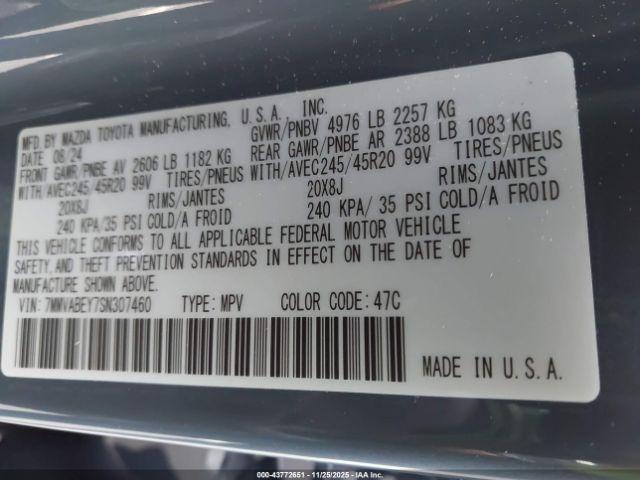 MFD BY MAZDA TOYOTA MANUFACTURING, U.S.A. INC.
DATE 08/24 GVWR/PNBV 4976 LB 2257 KG
FRONT GAWR/PNBE AV 2606 LB 1182 KG REAR GAWR/PNBE AR 2388 LB 1083 KG
WITH/AVEC245/45R20 99V TIRES/PNEUS WITH/AVEC245/45R20 99V TIRES/PNEUS
20X8J RIMS/JANTES 20X8J RIMS/JANTES
240 KPA/35 PSI COLD/A FROID 240 KPA/ 35 PSI COLD/A FROID
THIS VEHICLE CONFORMS TO ALL APPLICABLE FEDERAL MOTOR VEHICLE
SAFETY, AND THEFT PREVENTION STANDARDS IN EFFECT ON THE DATE OF
MANUFACTURE SHOWN ABOVE.
VIN: 7MMVABEY7SN307460 TYPE: MPV COLOR CODE: 47C
MADE IN U.S.A.
000-43772651 - 11/25/2025 - IAA Inc.